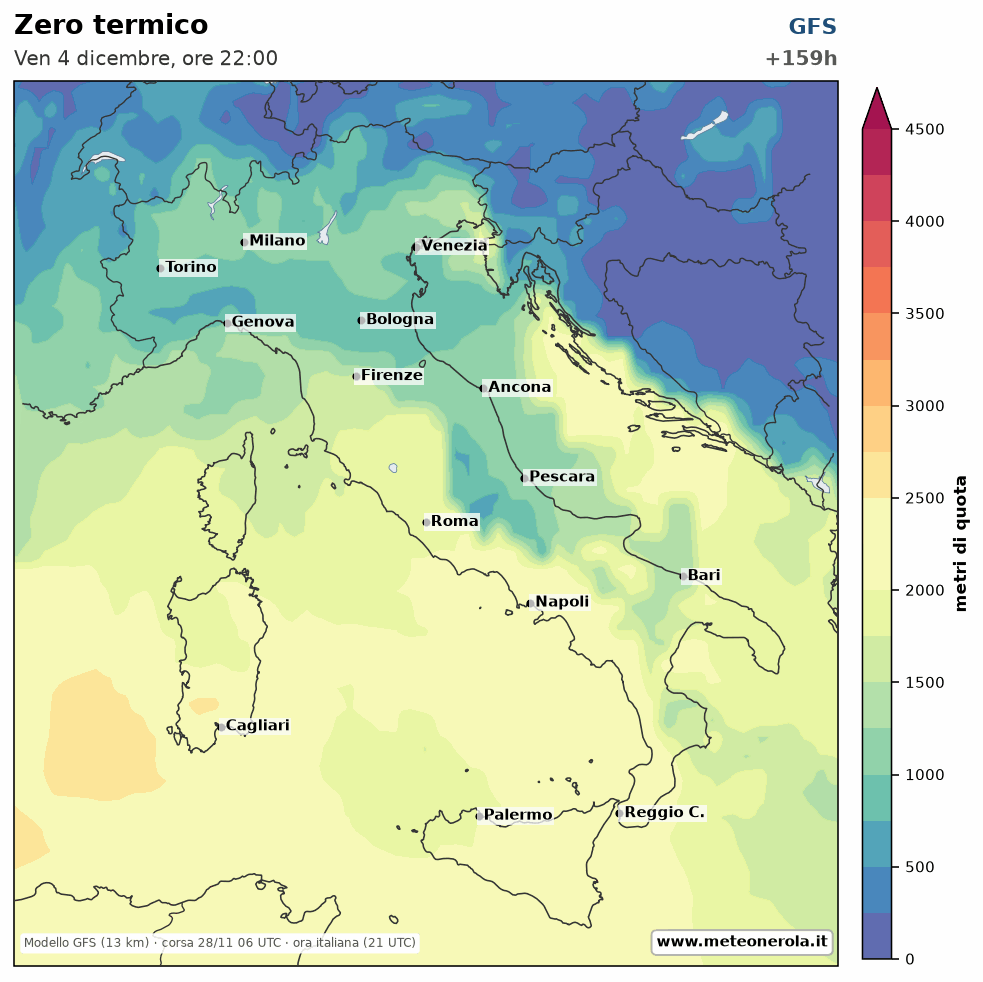 Zero termico
GFS
Ven 4 dicembre, ore 22:00
+159h
4500
4000
3500
3000
2500
2000
1500
1000
500
0
metri di quota
Milano
Venezia
Torino
Genova
Bologna
Firenze
Ancona
Pescara
Roma
Bari
Napoli
Cagliari
Palermo
Reggio C.
Modello GFS (13 km) · corsa 28/11 06 UTC · ora italiana (21 UTC)
www.meteonerola.it